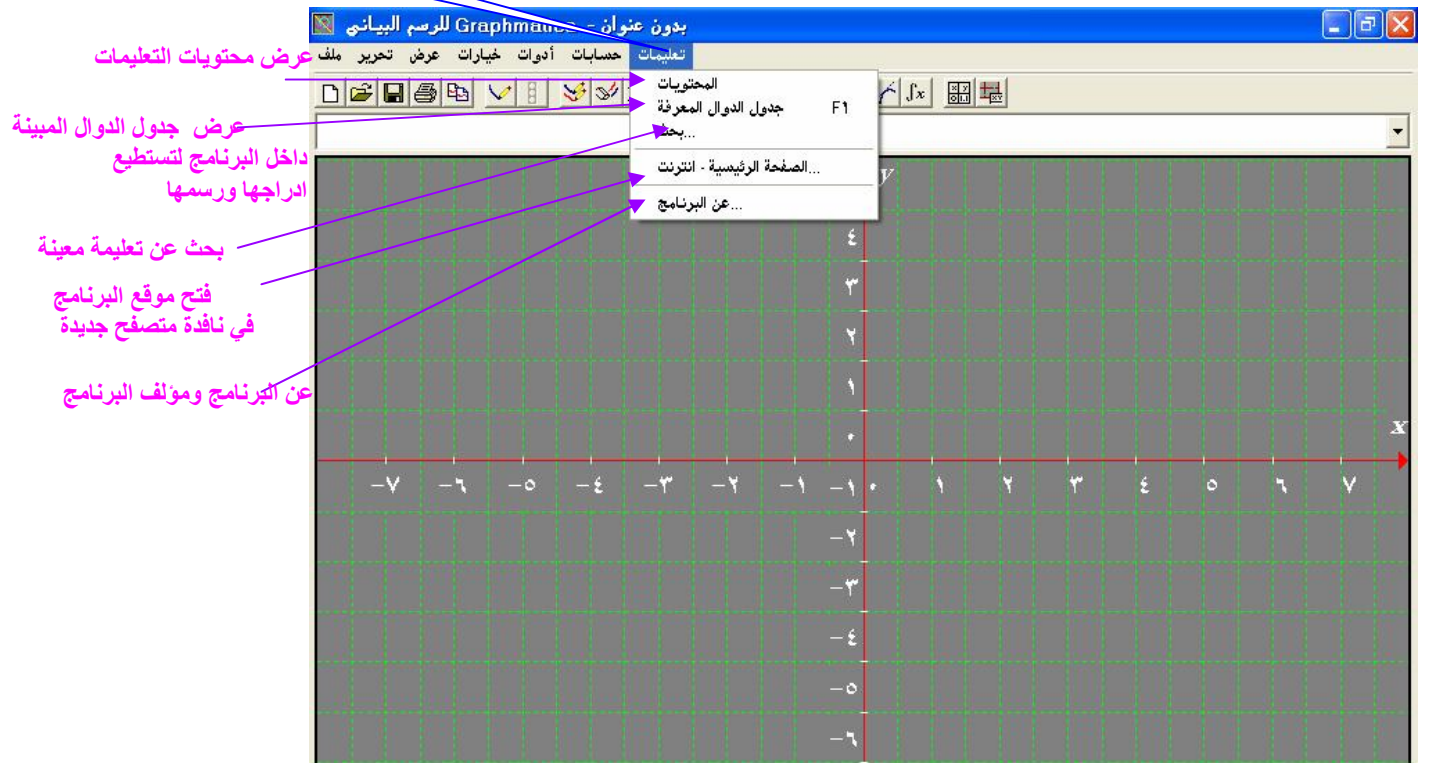 بدون عنوان - Graphmatica للرسم البياني
ملف تحرير عرض خيارات أدوات حسابات تعليمات
عرض محتويات التعليمات
المحتويات
جدول الدوال المعرفة F١
بحث...
الصفحة الرئيسية - انترنت...
عن البرنامج...
عرض جدول الدوال المبينة
داخل البرنامج لتستطيع
ادراجها ورسمها
بحث عن تعليمة معينة
فتح موقع البرنامج
في نافدة متصفح جديدة
عن البرنامج ومؤلف البرنامج
y
٤
٣
٢
١
٠
x
−٧ −٦ −٥ −٤ −٣ −٢ −١ −١ ٠ ١ ٢ ٣ ٤ ٥ ٦ ٧
−٢
−٣
−٤
−٥
−٦